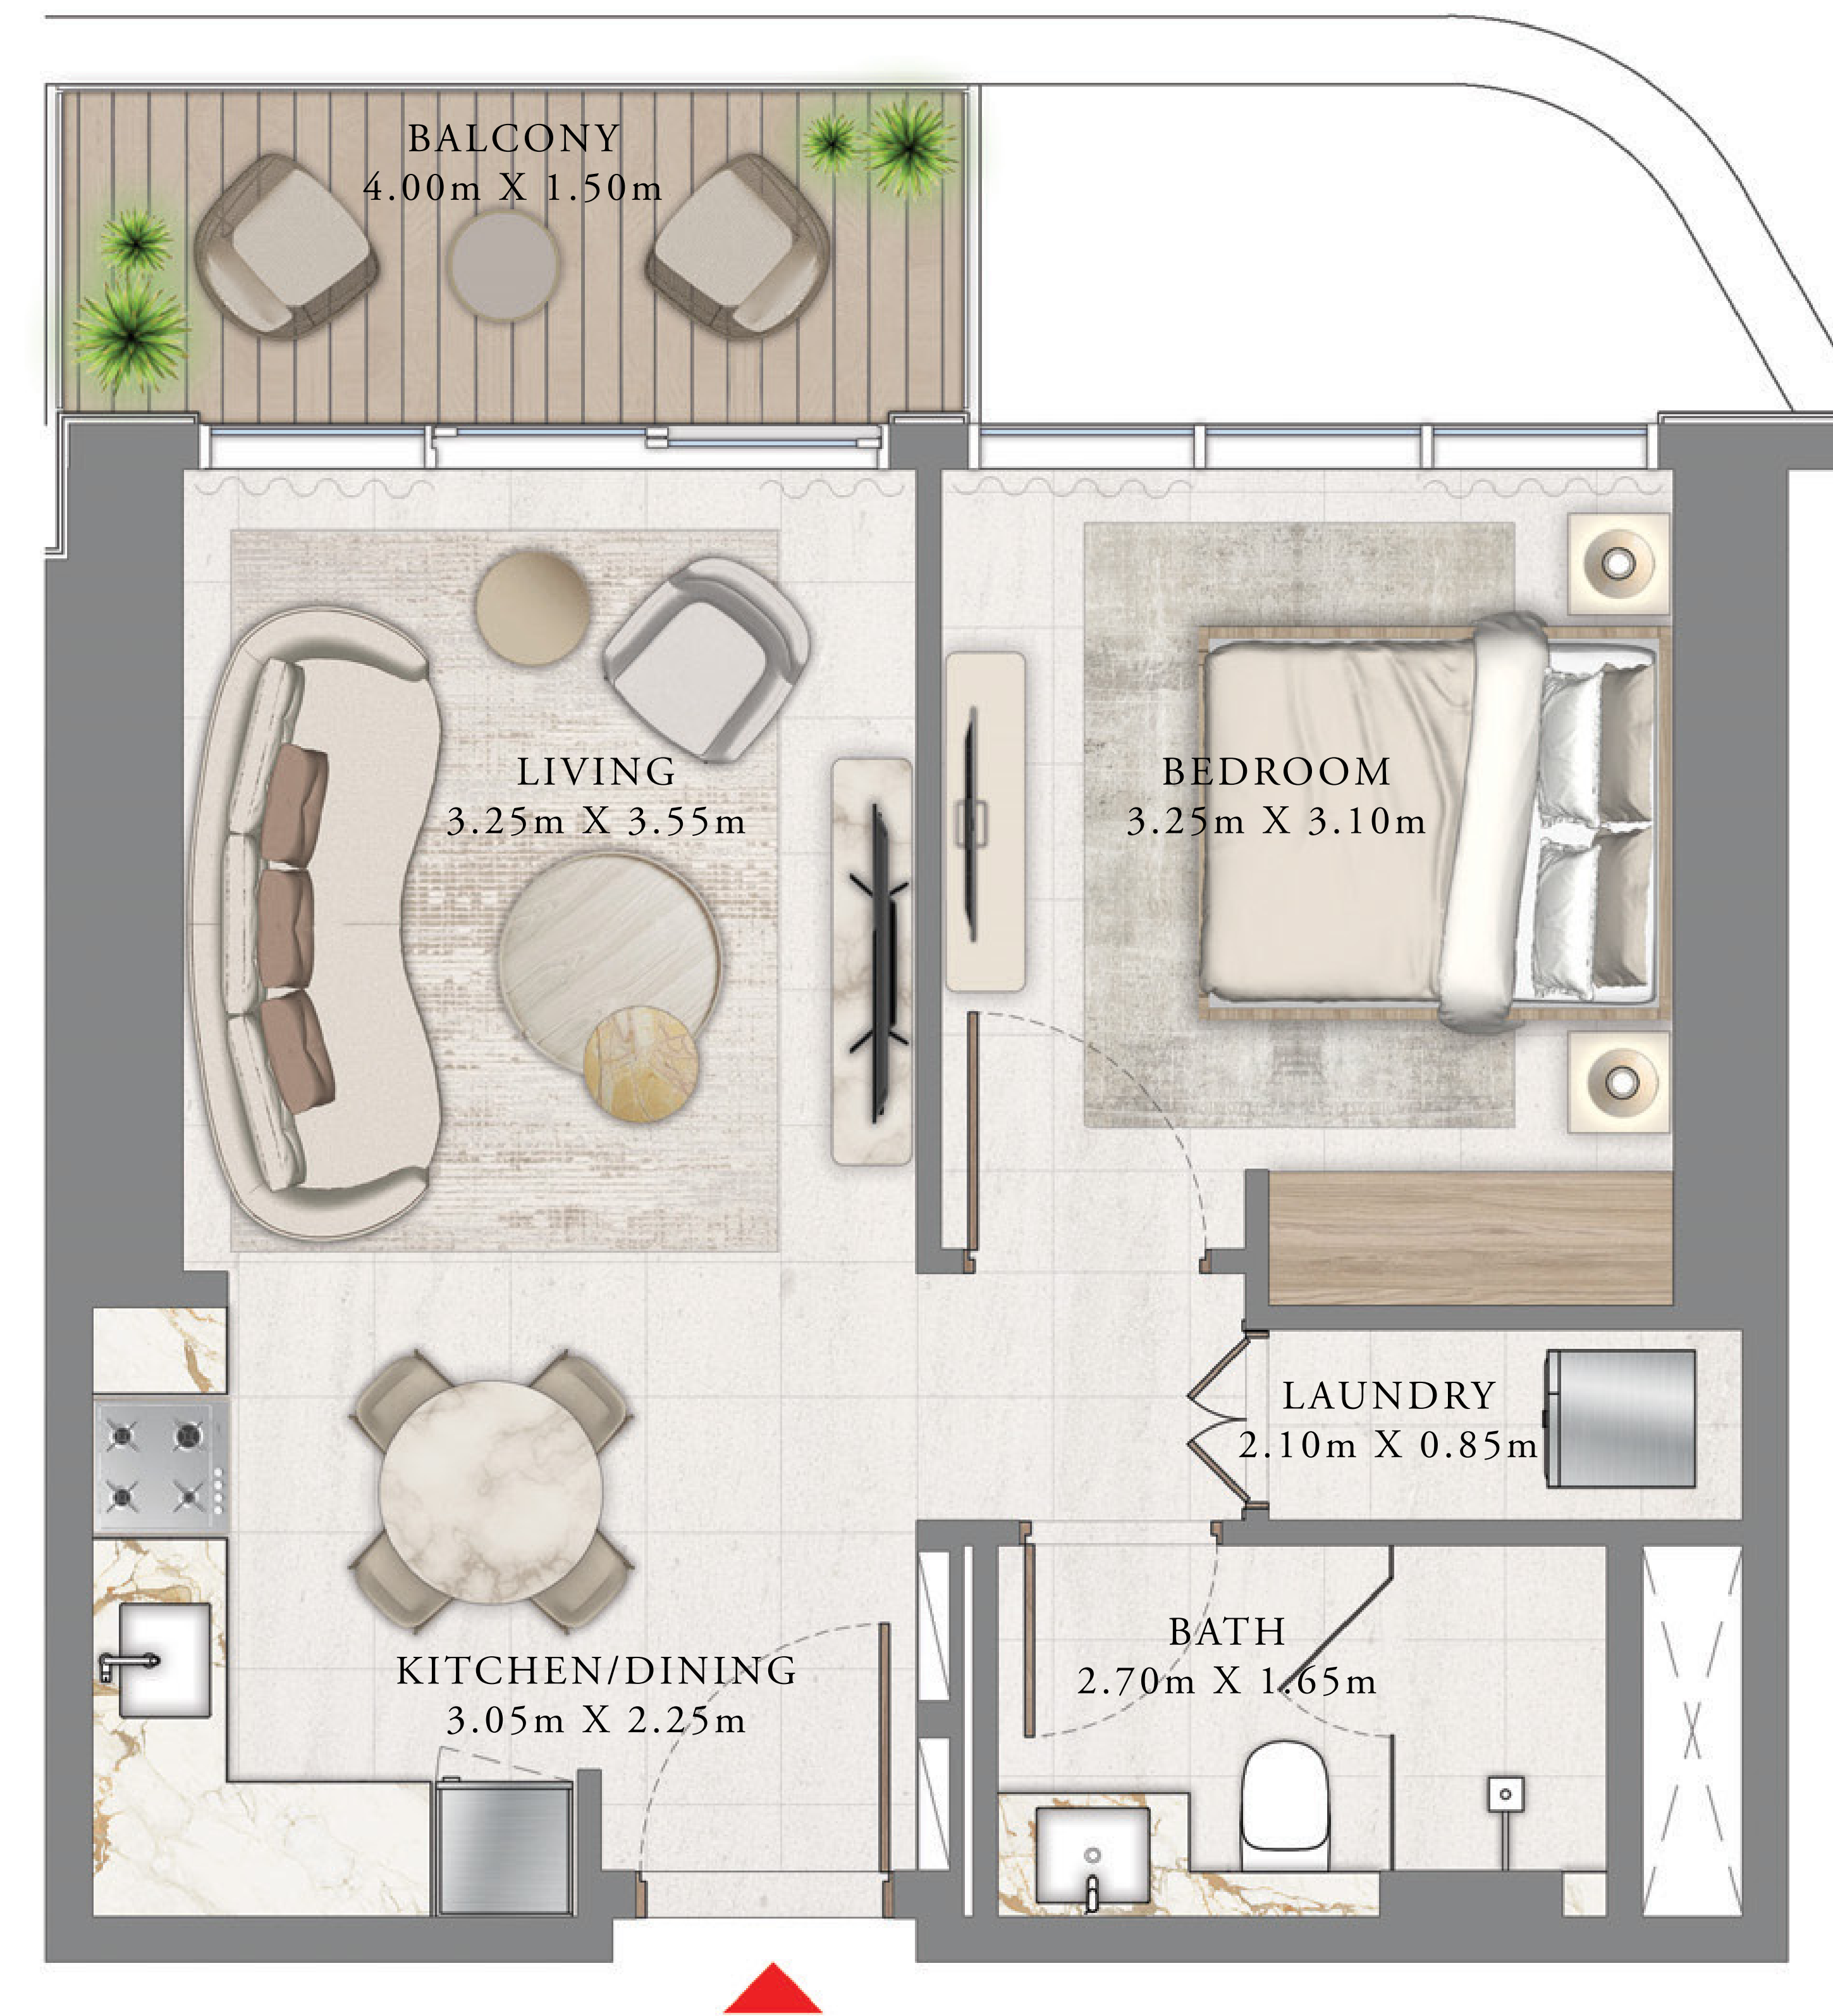 BALCONY
4.00m X 1.50m
LIVING
3.25m X 3.55m
BEDROOM
3.25m X 3.10m
LAUNDRY
2.10m X 0.85m
BATH
2.70m X 1.65m
KITCHEN/DINING
3.05m X 2.25m